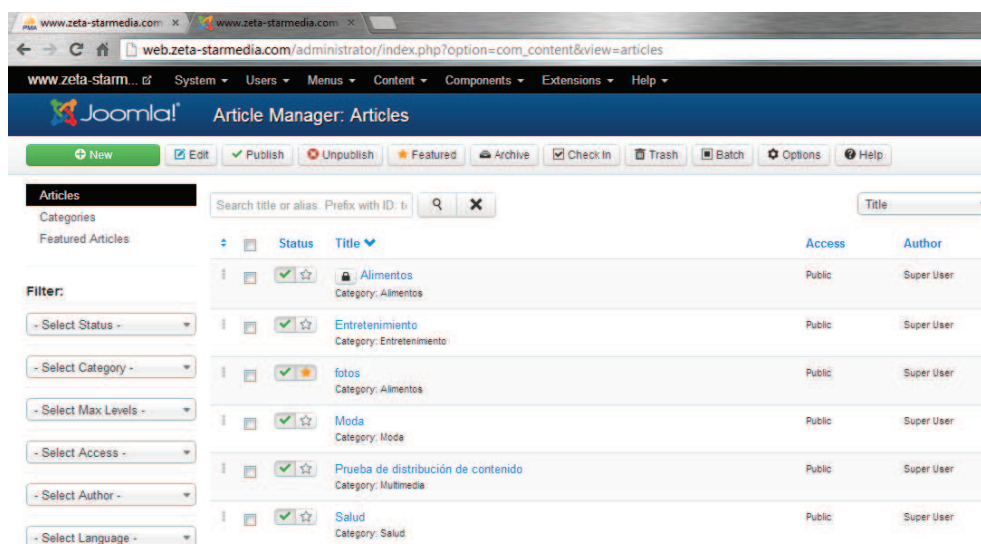 www.zeta-starmedia.com × www.zeta-starmedia.com ×
web.zeta-starmedia.com/administrator/index.php?option=com_content&view=articles
www.zeta-starm... System Users Menus Content Components Extensions Help
Joomla! Article Manager: Articles
New Edit Publish Unpublish Featured Archive Check In Trash Batch Options Help
Articles
Categories
Featured Articles
Search title or alias. Prefix with ID:
Title
Status Title Access Author
Filter:
- Select Status -
- Select Category -
- Select Max Levels -
- Select Access -
- Select Author -
- Select Language -
Alimentos Public Super User
Category: Alimentos
Entretenimiento Public Super User
Category: Entretenimiento
fotos Public Super User
Category: Alimentos
Moda Public Super User
Category: Moda
Prueba de distribución de contenido Public Super User
Category: Multimedia
Salud Public Super User
Category: Salud